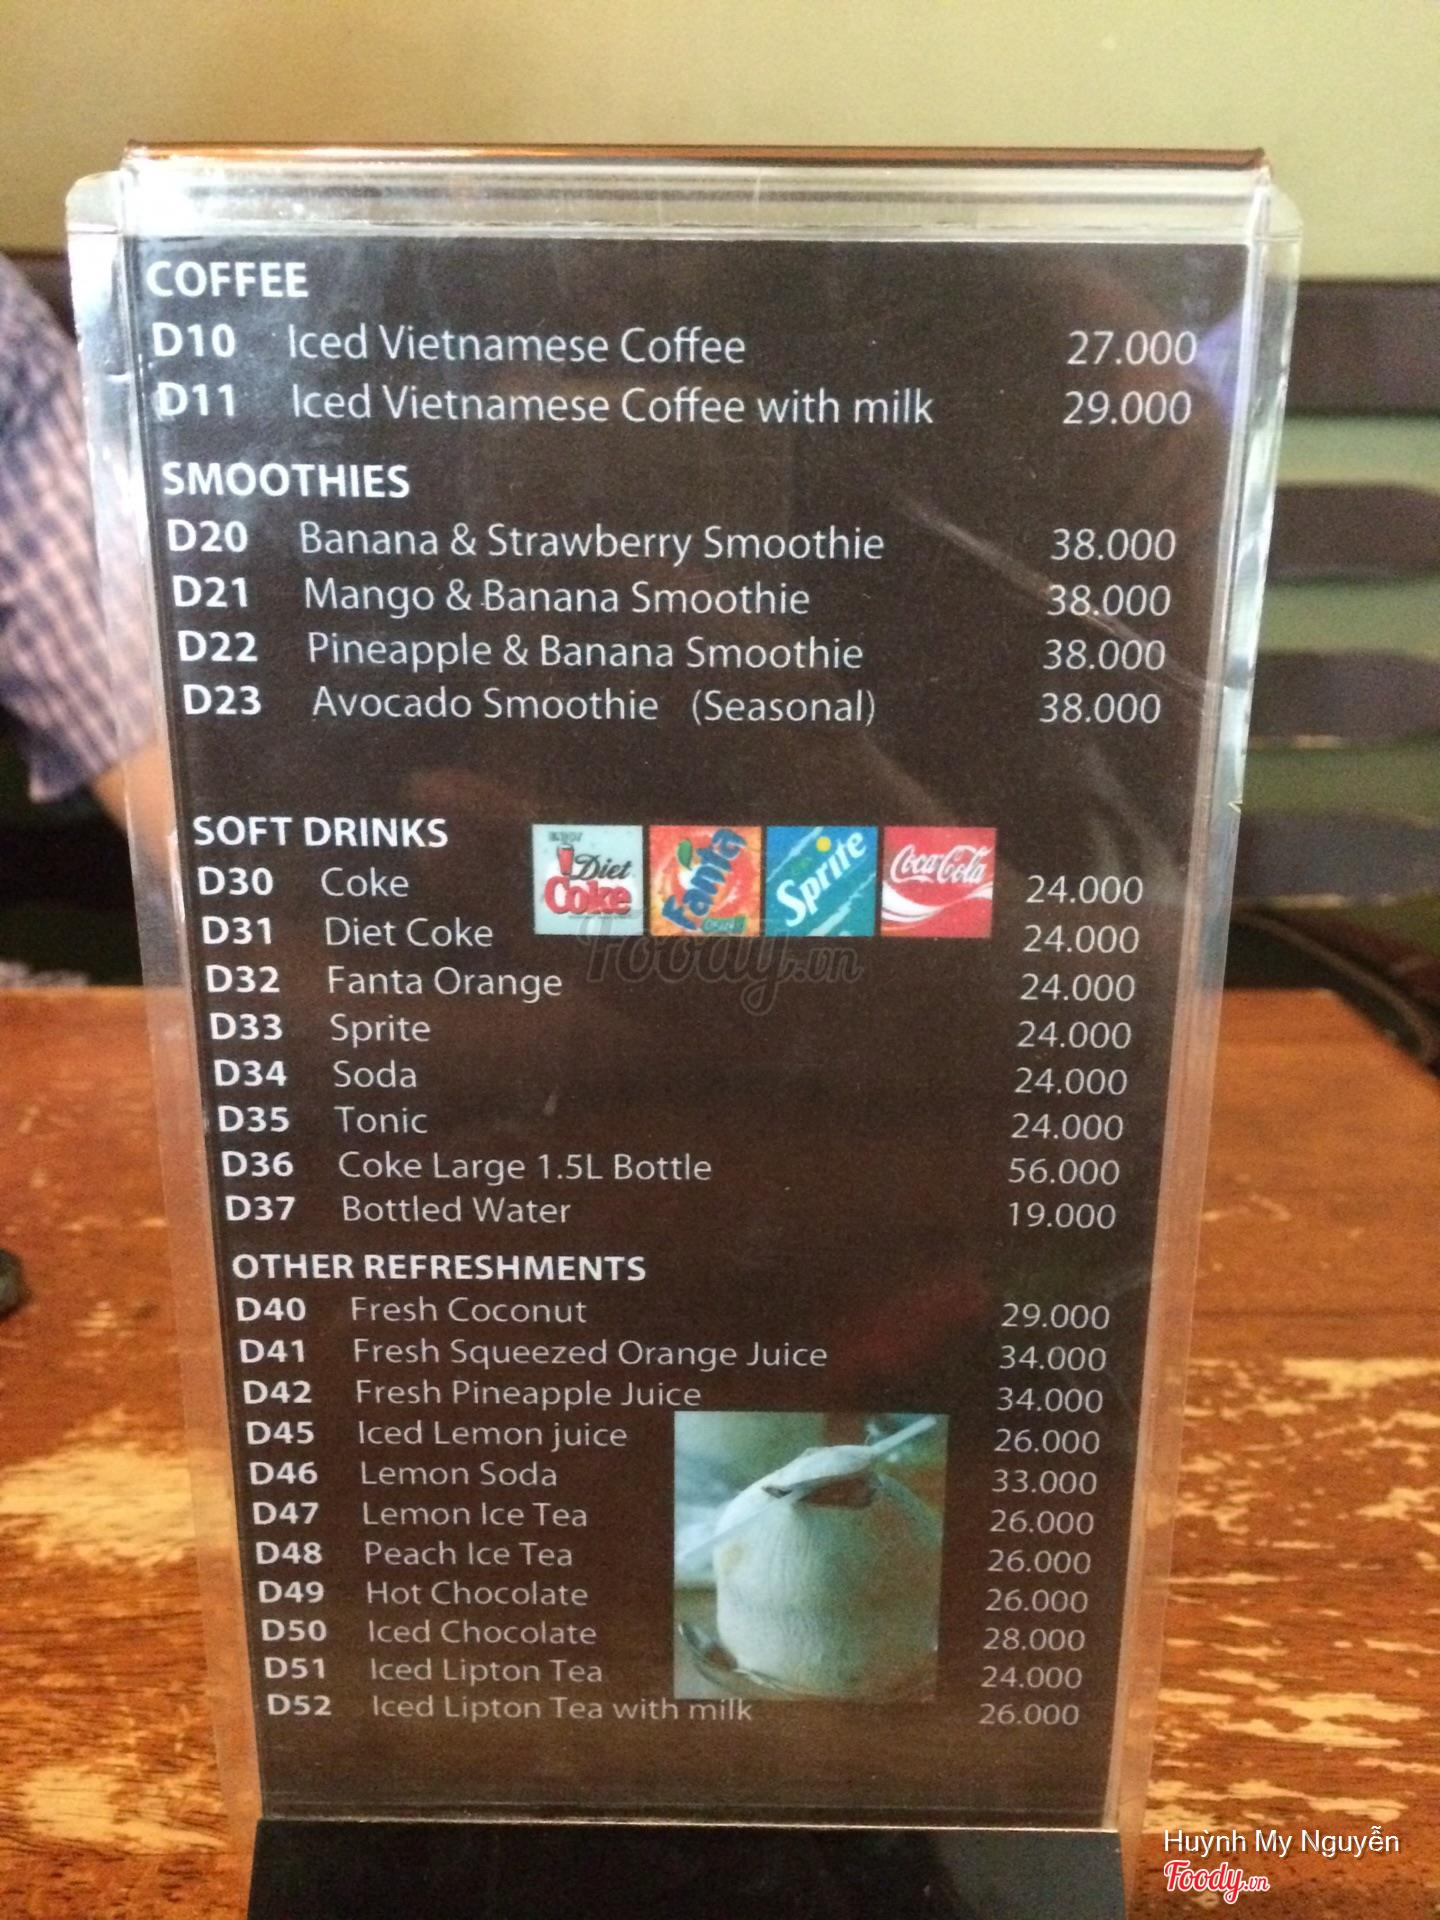 COFFEE
D10 Iced Vietnamese Coffee 27.000
D11 Iced Vietnamese Coffee with milk 29.000
SMOOTHIES
D20 Banana & Strawberry Smoothie 38.000
D21 Mango & Banana Smoothie 38.000
D22 Pineapple & Banana Smoothie 38.000
D23 Avocado Smoothie (Seasonal) 38.000
SOFT DRINKS
Diet Coke Fanta Sprite Coca-Cola
D30 Coke 24.000
D31 Diet Coke 24.000
Foody.vn
D32 Fanta Orange 24.000
D33 Sprite 24.000
D34 Soda 24.000
D35 Tonic 24.000
D36 Coke Large 1.5L Bottle 56.000
D37 Bottled Water 19.000
OTHER REFRESHMENTS
D40 Fresh Coconut 29.000
D41 Fresh Squeezed Orange Juice 34.000
D42 Fresh Pineapple Juice 34.000
D45 Iced Lemon juice 26.000
D46 Lemon Soda 33.000
D47 Lemon Ice Tea 26.000
D48 Peach Ice Tea 26.000
D49 Hot Chocolate 26.000
D50 Iced Chocolate 28.000
D51 Iced Lipton Tea 24.000
D52 Iced Lipton Tea with milk 26.000
Huỳnh My Nguyễn
Foody.vn